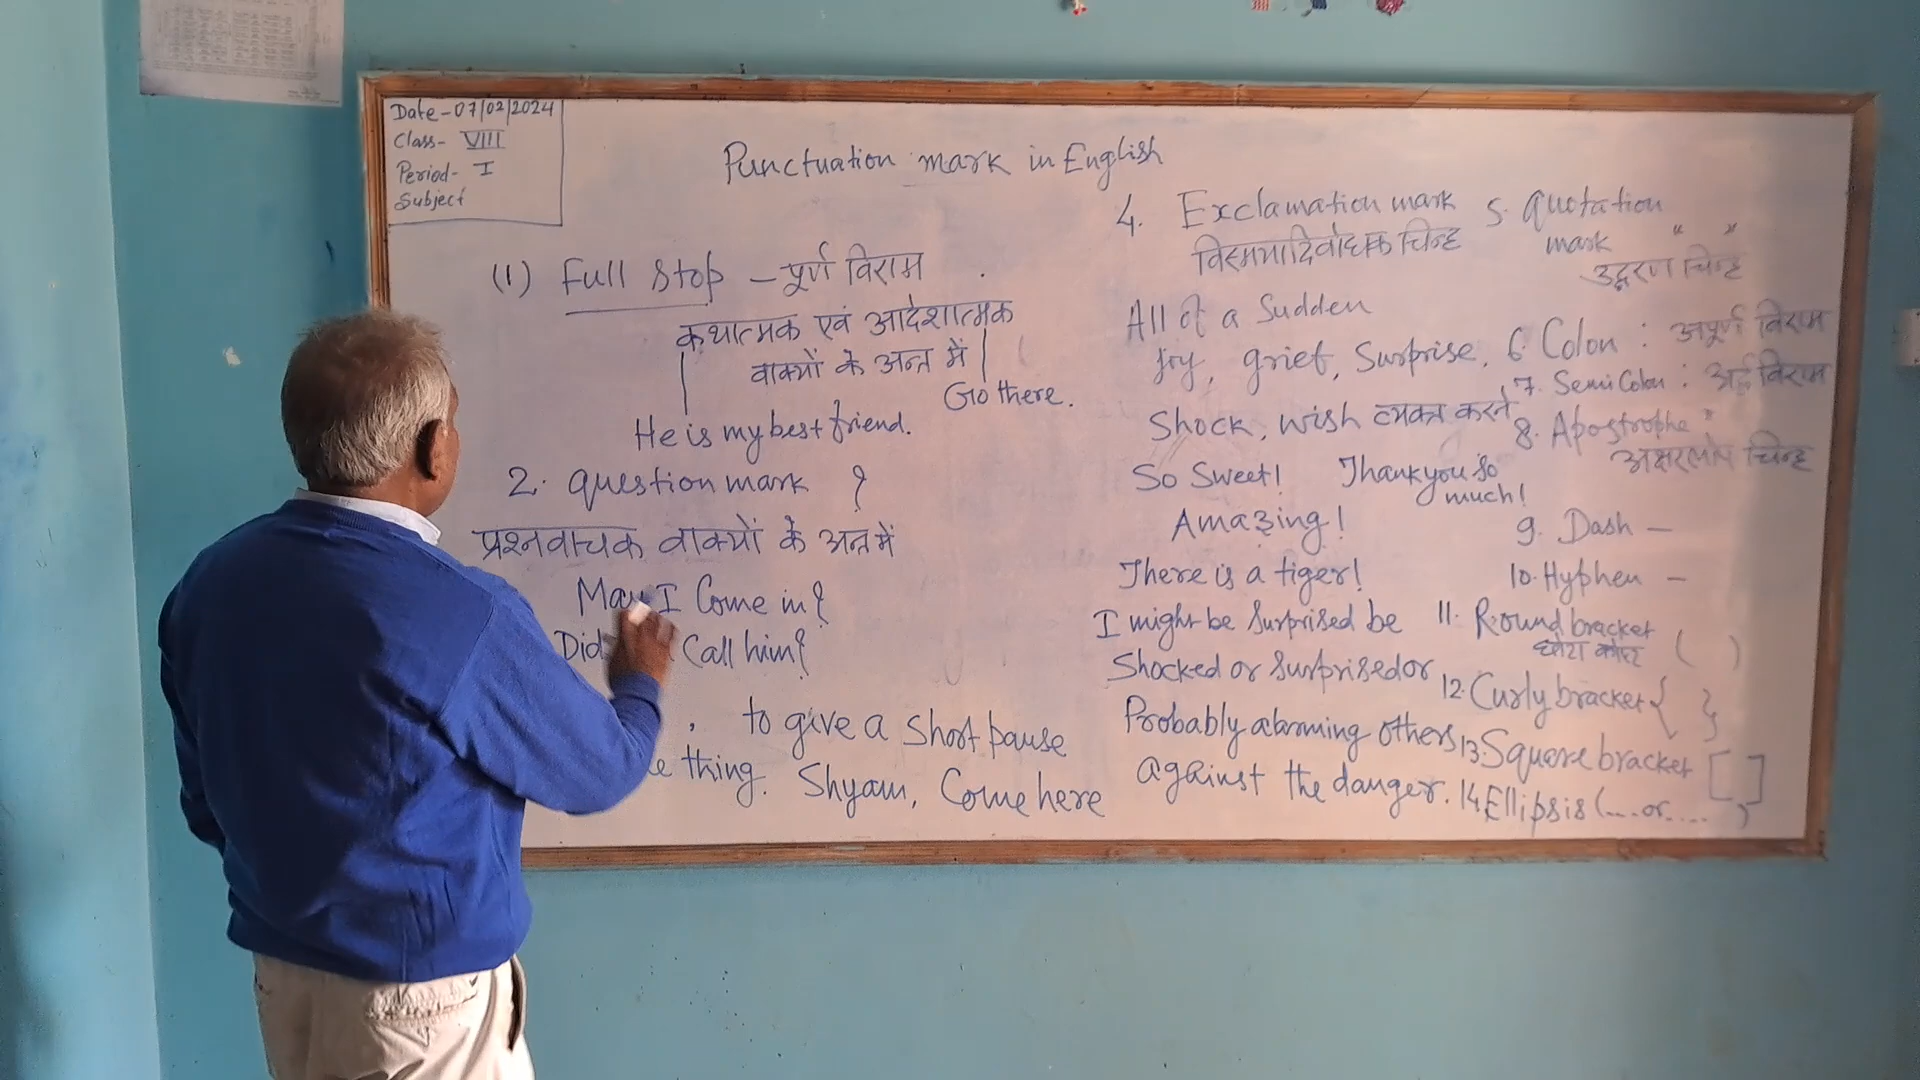 Date-07/02/2024
Class- VIII
Period- I
Subject
Punctuation mark in English
(1) Full Stop – पूर्ण विराम .
कथात्मक एवं आदेशात्मक
वाक्यों के अन्त में
Go there.
He is my best friend.
2. question mark ?
प्रश्नवाचक वाक्यों के अन्त में
May I Come in?
Did Call him?
, to give a Short pause
thing. Shyam, Come here
4. Exclamation mark
विस्मयादिबोधक चिन्ह
All of a Sudden
joy, grief, Surprise,
Shock, wish व्यक्त करने
So Sweet! Thank you so
much!
Amazing!
There is a tiger!
I might be Surprised be
Shocked or Surprised or
Probably alarming others
against the danger.
5. quotation
mark " "
उद्धरण चिन्ह
6. Colon : अपूर्ण विराम
7. Semi Colon : अर्द्ध विराम
8. Apostrophe '
अक्षरलोप चिन्ह
9. Dash —
10. Hyphen -
11. Round bracket ( )
छोटा कोष्ठ
12. Curly bracket { }
13. Square bracket [ ]
14. Ellipsis (... or .... )